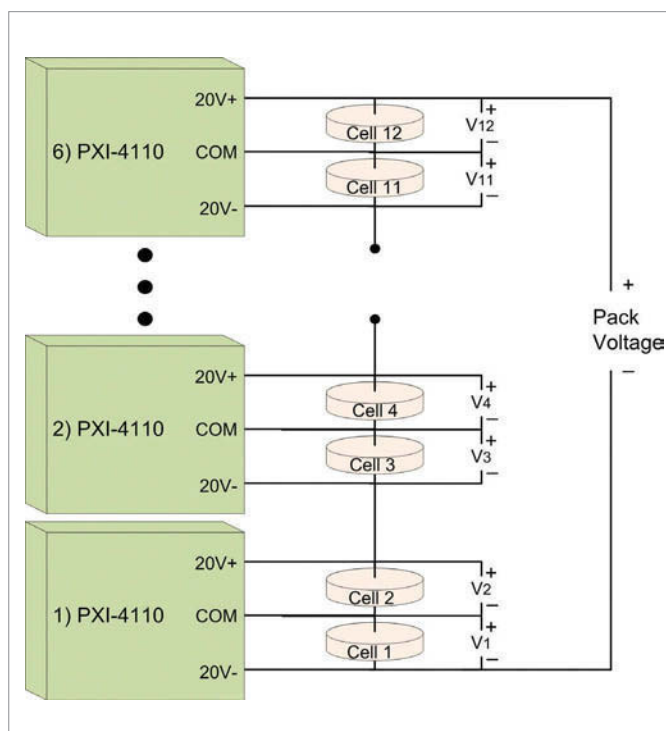 20V+
Cell 12
+
V12
–
6) PXI-4110
COM
+
Cell 11
V11
–
20V-
+
Pack
Voltage
–
20V+
Cell 4
+
V4
–
2) PXI-4110
COM
+
Cell 3
V3
–
20V-
20V+
Cell 2
+
V2
–
1) PXI-4110
COM
+
Cell 1
V1
–
20V-